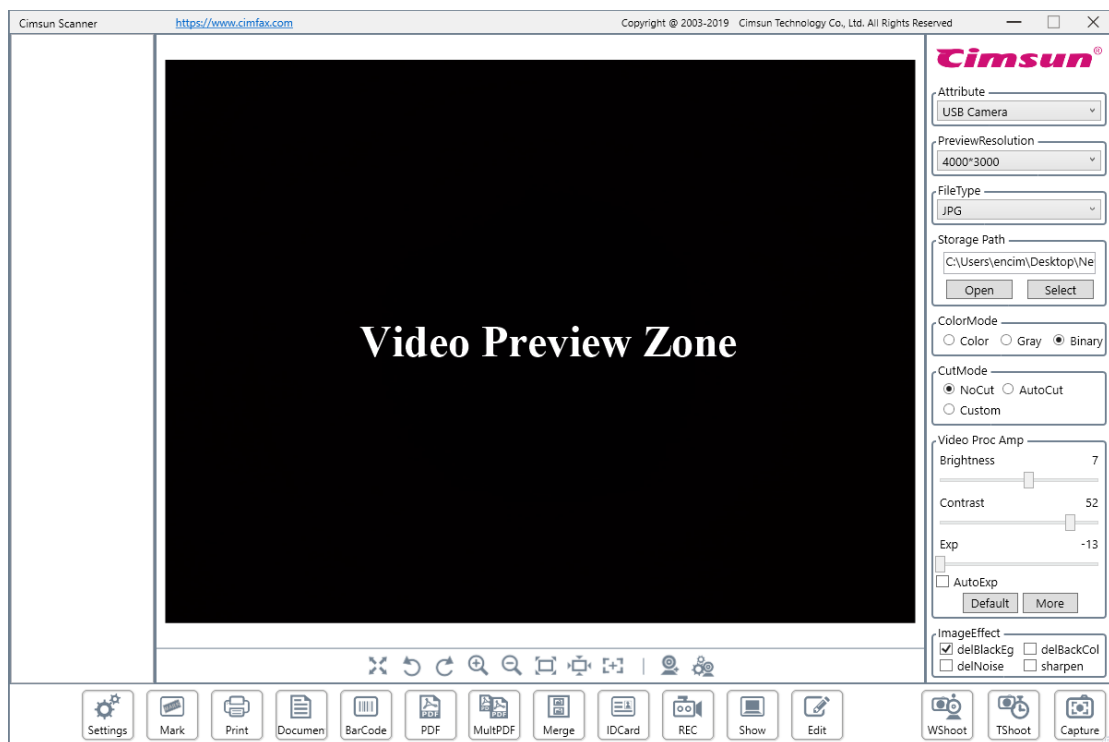 Cimsun Scanner
https://www.cimfax.com
Copyright @ 2003-2019 Cimsun Technology Co., Ltd. All Rights Reserved
Cimsun®
Attribute
USB Camera
PreviewResolution
4000*3000
FileType
JPG
Storage Path
C:\Users\encim\Desktop\Ne
Open Select
ColorMode
Color Gray Binary
CutMode
NoCut AutoCut
Custom
Video Proc Amp
Brightness 7
Contrast 52
Exp -13
AutoExp
Default More
ImageEffect
delBlackEg delBackCol
delNoise sharpen
Video Preview Zone
Settings Mark Print Documen BarCode PDF MultPDF Merge IDCard REC Show Edit WShoot TShoot Capture